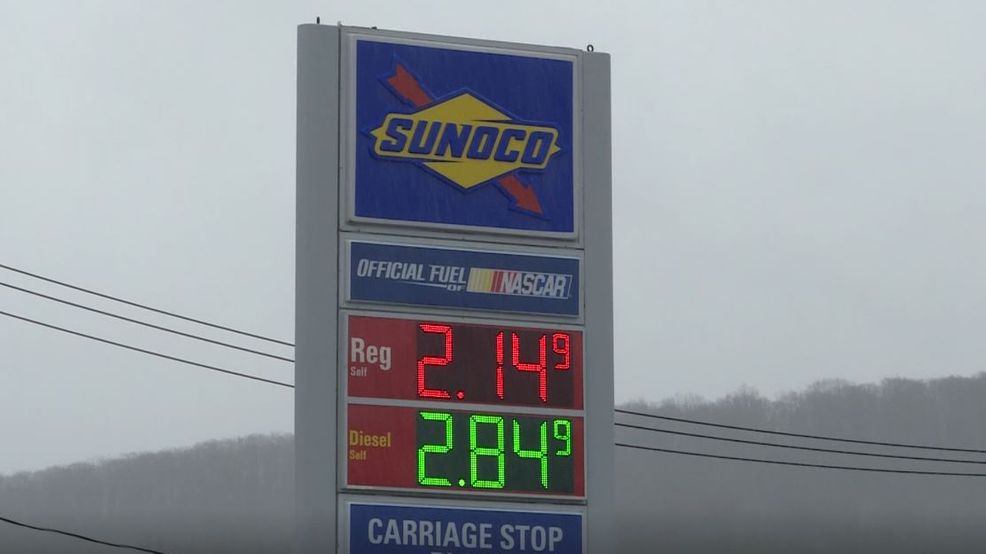 SUNOCO
OFFICIAL FUEL OF NASCAR
Reg 2.149
Self
Diesel 2.849
Self
CARRIAGE STOP